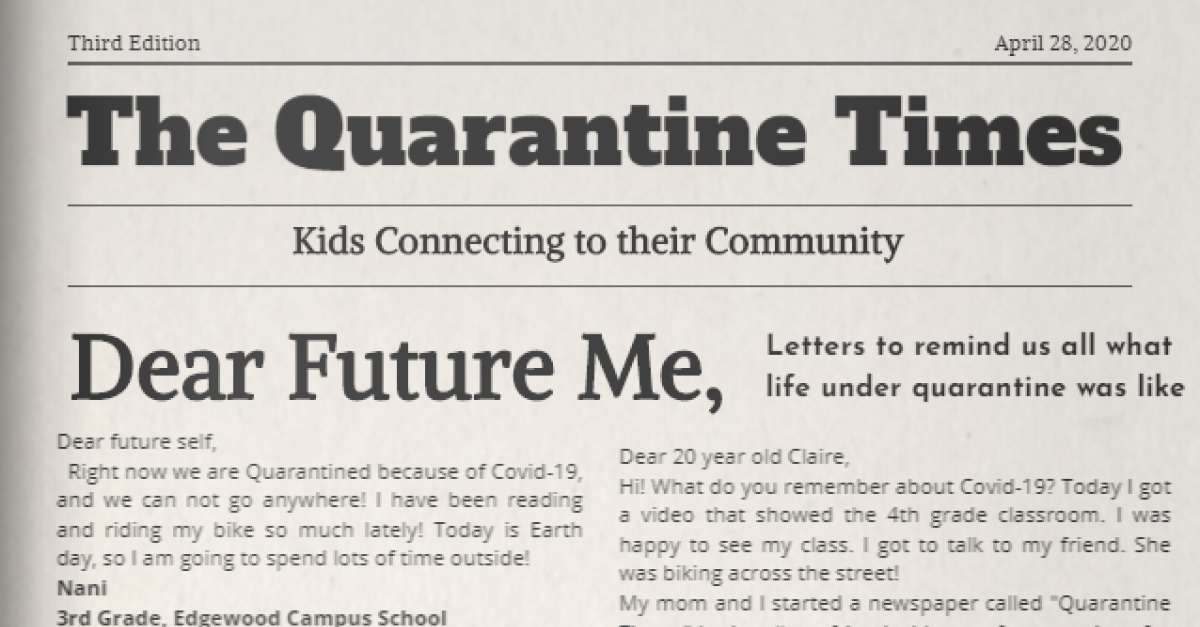 Third Edition
April 28, 2020
The Quarantine Times
Kids Connecting to their Community
Dear Future Me,
Letters to remind us all what
life under quarantine was like
Dear future self,
Right now we are Quarantined because of Covid-19,
and we can not go anywhere! I have been reading
and riding my bike so much lately! Today is Earth
day, so I am going to spend lots of time outside!
Nani
3rd Grade, Edgewood Campus School
Dear 20 year old Claire,
Hi! What do you remember about Covid-19? Today I got
a video that showed the 4th grade classroom. I was
happy to see my class. I got to talk to my friend. She
was biking across the street!
My mom and I started a newspaper called "Quarantine